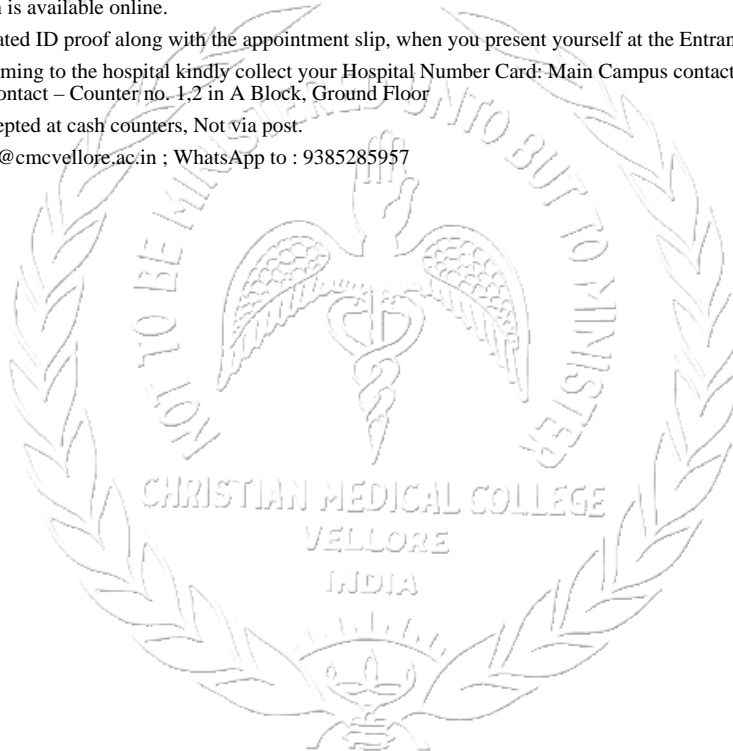 n is available online.
ated ID proof along with the appointment slip, when you present yourself at the Entran
ming to the hospital kindly collect your Hospital Number Card: Main Campus contact
ontact – Counter no. 1,2 in A Block, Ground Floor
epted at cash counters, Not via post.
@cmcvellore.ac.in ; WhatsApp to : 9385285957
NOT TO BE MINISTERED UNTO BUT TO MINISTER
CHRISTIAN MEDICAL COLLEGE
VELLORE
INDIA